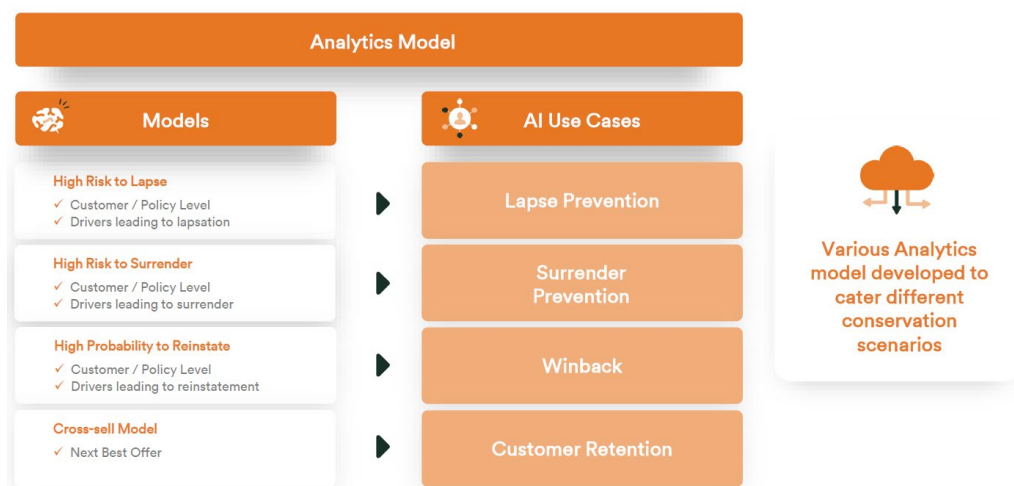 Analytics Model
Models
AI Use Cases
High Risk to Lapse
Customer / Policy Level
Drivers leading to lapsation
Lapse Prevention
High Risk to Surrender
Customer / Policy Level
Drivers leading to surrender
Surrender
Prevention
High Probability to Reinstate
Customer / Policy Level
Drivers leading to reinstatement
Winback
Cross-sell Model
Next Best Offer
Customer Retention
Various Analytics
model developed to
cater different
conservation
scenarios